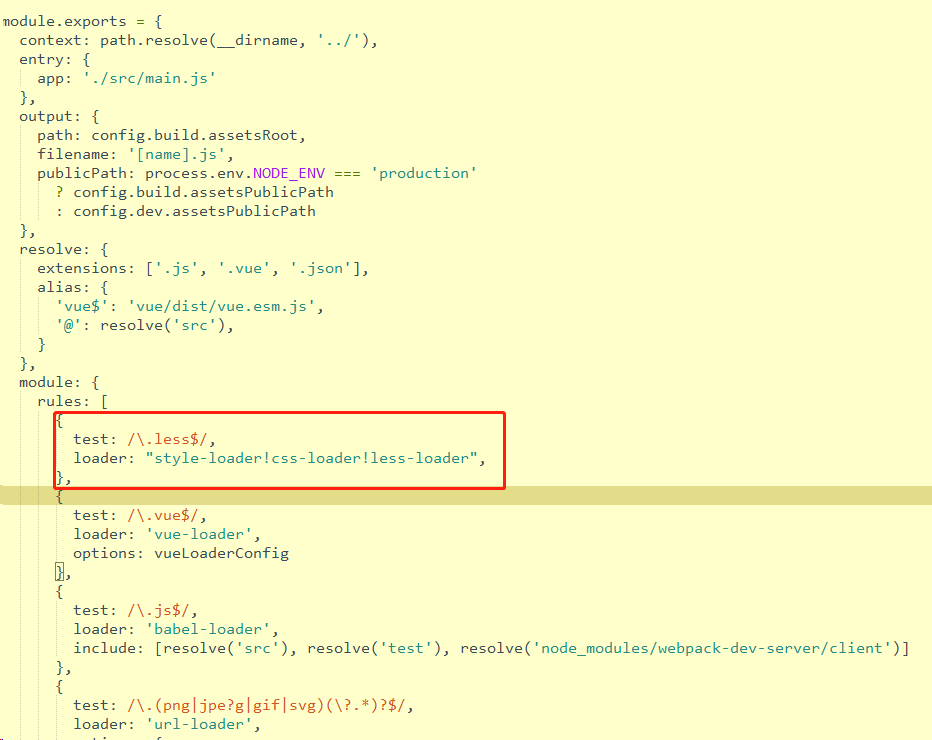 module.exports = {
  context: path.resolve(__dirname, '../'),
  entry: {
    app: './src/main.js'
  },
  output: {
    path: config.build.assetsRoot,
    filename: '[name].js',
    publicPath: process.env.NODE_ENV === 'production'
      ? config.build.assetsPublicPath
      : config.dev.assetsPublicPath
  },
  resolve: {
    extensions: ['.js', '.vue', '.json'],
    alias: {
      'vue$': 'vue/dist/vue.esm.js',
      '@': resolve('src'),
    }
  },
  module: {
    rules: [
      {
        test: /\.less$/,
        loader: "style-loader!css-loader!less-loader",
      },
      {
        test: /\.vue$/,
        loader: 'vue-loader',
        options: vueLoaderConfig
      },
      {
        test: /\.js$/,
        loader: 'babel-loader',
        include: [resolve('src'), resolve('test'), resolve('node_modules/webpack-dev-server/client')]
      },
      {
        test: /\.(png|jpe?g|gif|svg)(\?.*)?$/,
        loader: 'url-loader',